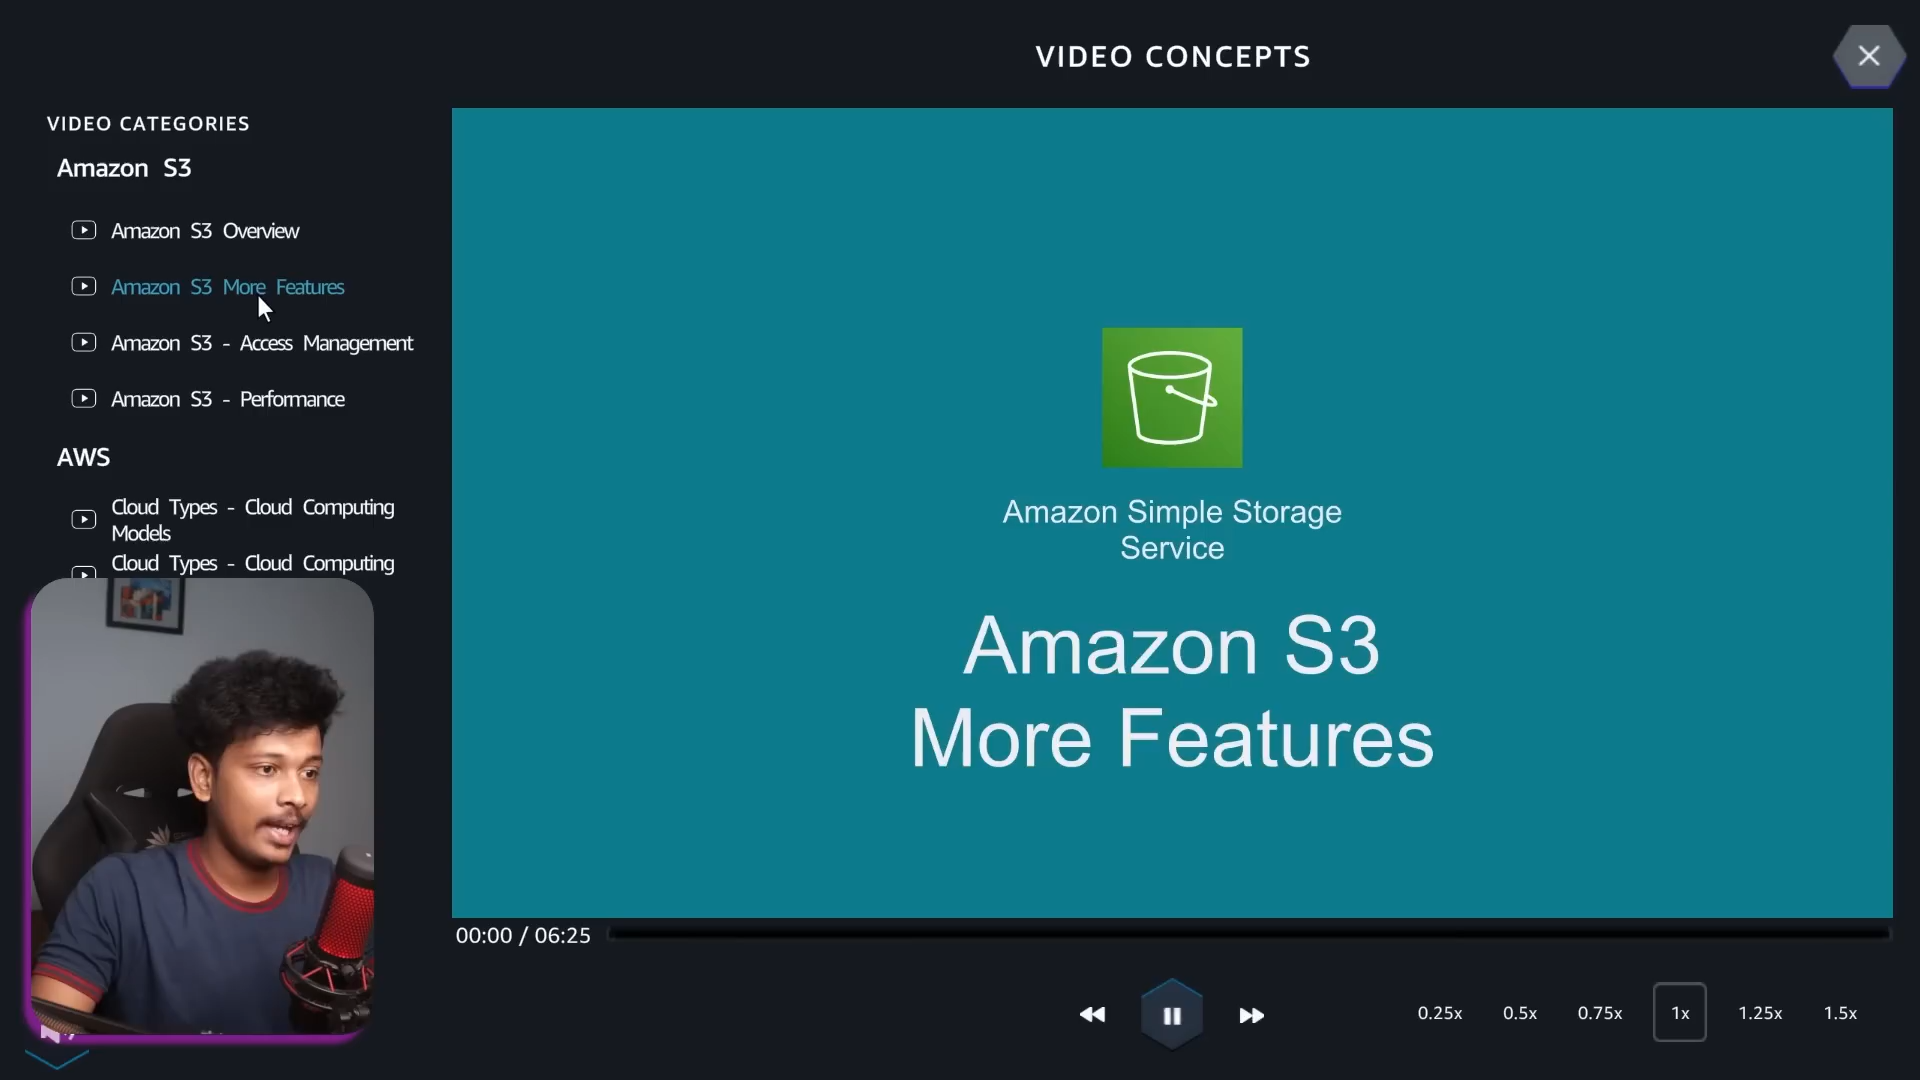 VIDEO CONCEPTS
VIDEO CATEGORIES
Amazon S3
Amazon S3 Overview
Amazon S3 More Features
Amazon S3 - Access Management
Amazon S3 - Performance
AWS
Cloud Types - Cloud Computing
Models
Cloud Types - Cloud Computing
Amazon Simple Storage
Service
Amazon S3
More Features
00:00 / 06:25
0.25x 0.5x 0.75x 1x 1.25x 1.5x